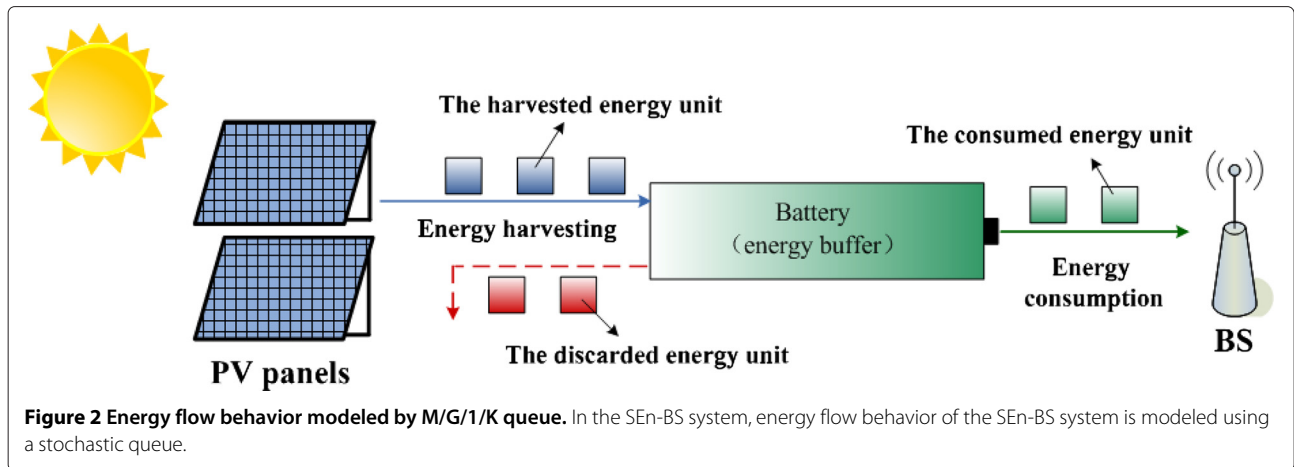 The harvested energy unit
The consumed energy unit
Energy harvesting
Battery
（energy buffer）
Energy
consumption
The discarded energy unit
PV panels
BS
Figure 2 Energy flow behavior modeled by M/G/1/K queue. In the SEn-BS system, energy flow behavior of the SEn-BS system is modeled using
a stochastic queue.